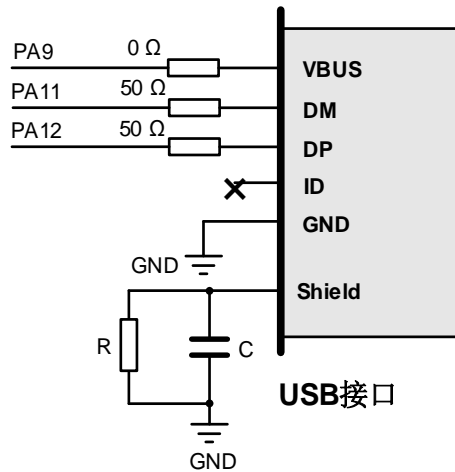 PA9 0 Ω VBUS
PA11 50 Ω DM
PA12 50 Ω DP
ID
GND
GND
Shield
R C
USB接口
GND